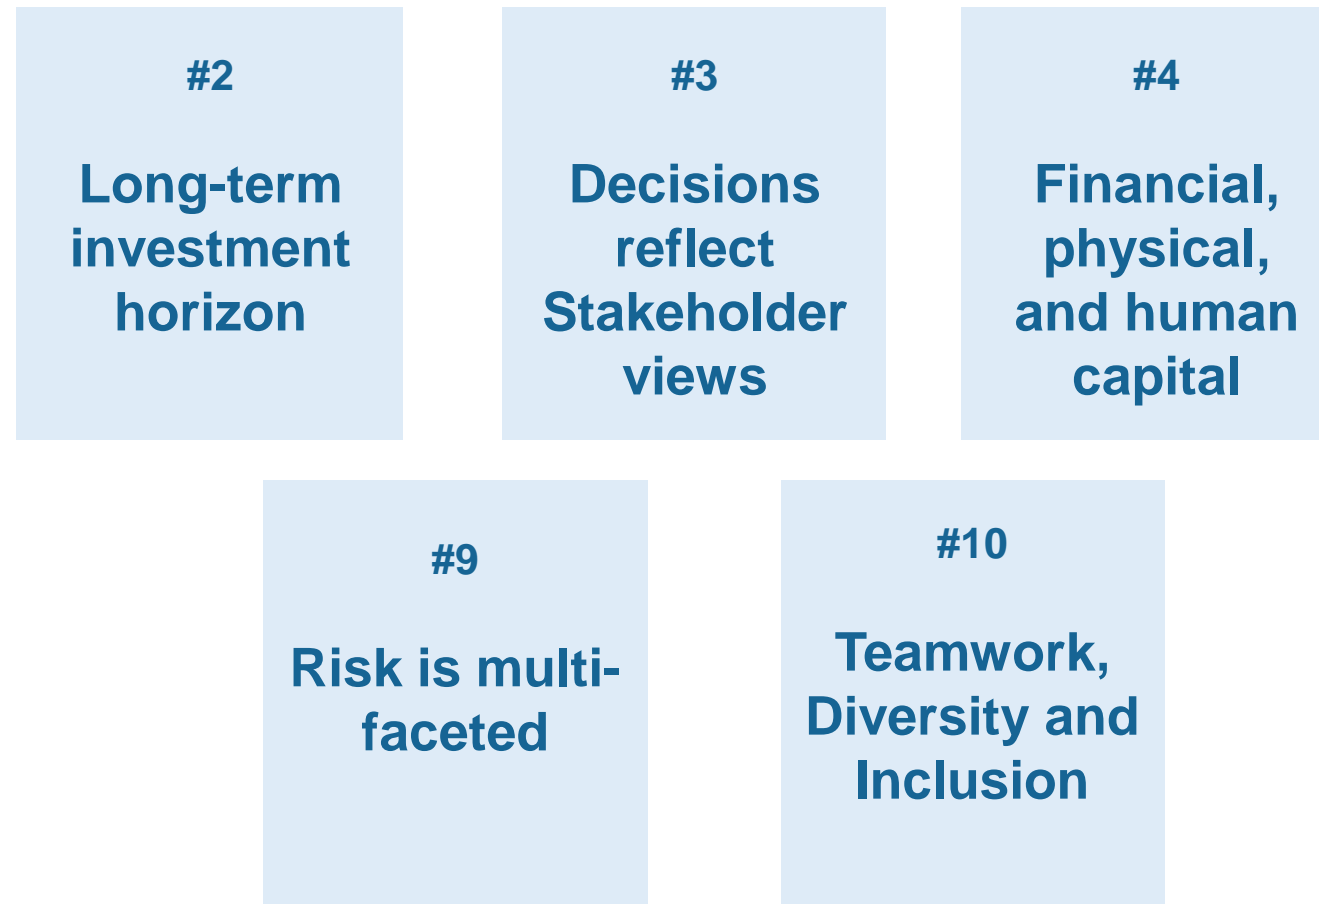 #2
Long-term
investment
horizon
#3
Decisions
reflect
Stakeholder
views
#4
Financial,
physical,
and human
capital
#9
Risk is multi-
faceted
#10
Teamwork,
Diversity and
Inclusion